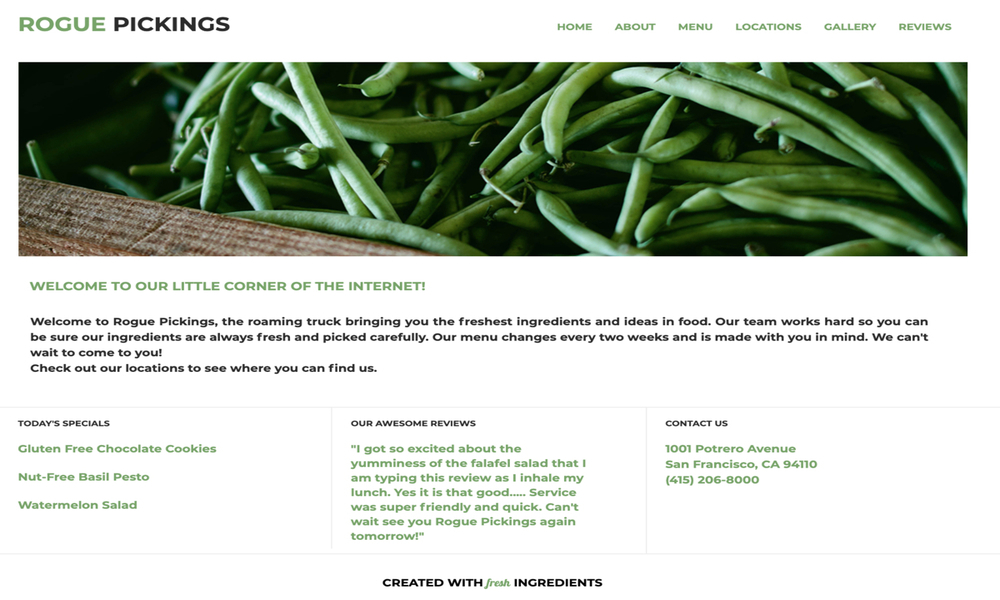 ROGUE PICKINGS
HOME ABOUT MENU LOCATIONS GALLERY REVIEWS
WELCOME TO OUR LITTLE CORNER OF THE INTERNET!
Welcome to Rogue Pickings, the roaming truck bringing you the freshest ingredients and ideas in food. Our team works hard so you can
be sure our ingredients are always fresh and picked carefully. Our menu changes every two weeks and is made with you in mind. We can't
wait to come to you!
Check out our locations to see where you can find us.
TODAY'S SPECIALS
Gluten Free Chocolate Cookies
Nut-Free Basil Pesto
Watermelon Salad
OUR AWESOME REVIEWS
"I got so excited about the
yumminess of the falafel salad that I
am typing this review as I inhale my
lunch. Yes it is that good..... Service
was super friendly and quick. Can't
wait see you Rogue Pickings again
tomorrow!"
CONTACT US
1001 Potrero Avenue
San Francisco, CA 94110
(415) 206-8000
CREATED WITH fresh INGREDIENTS